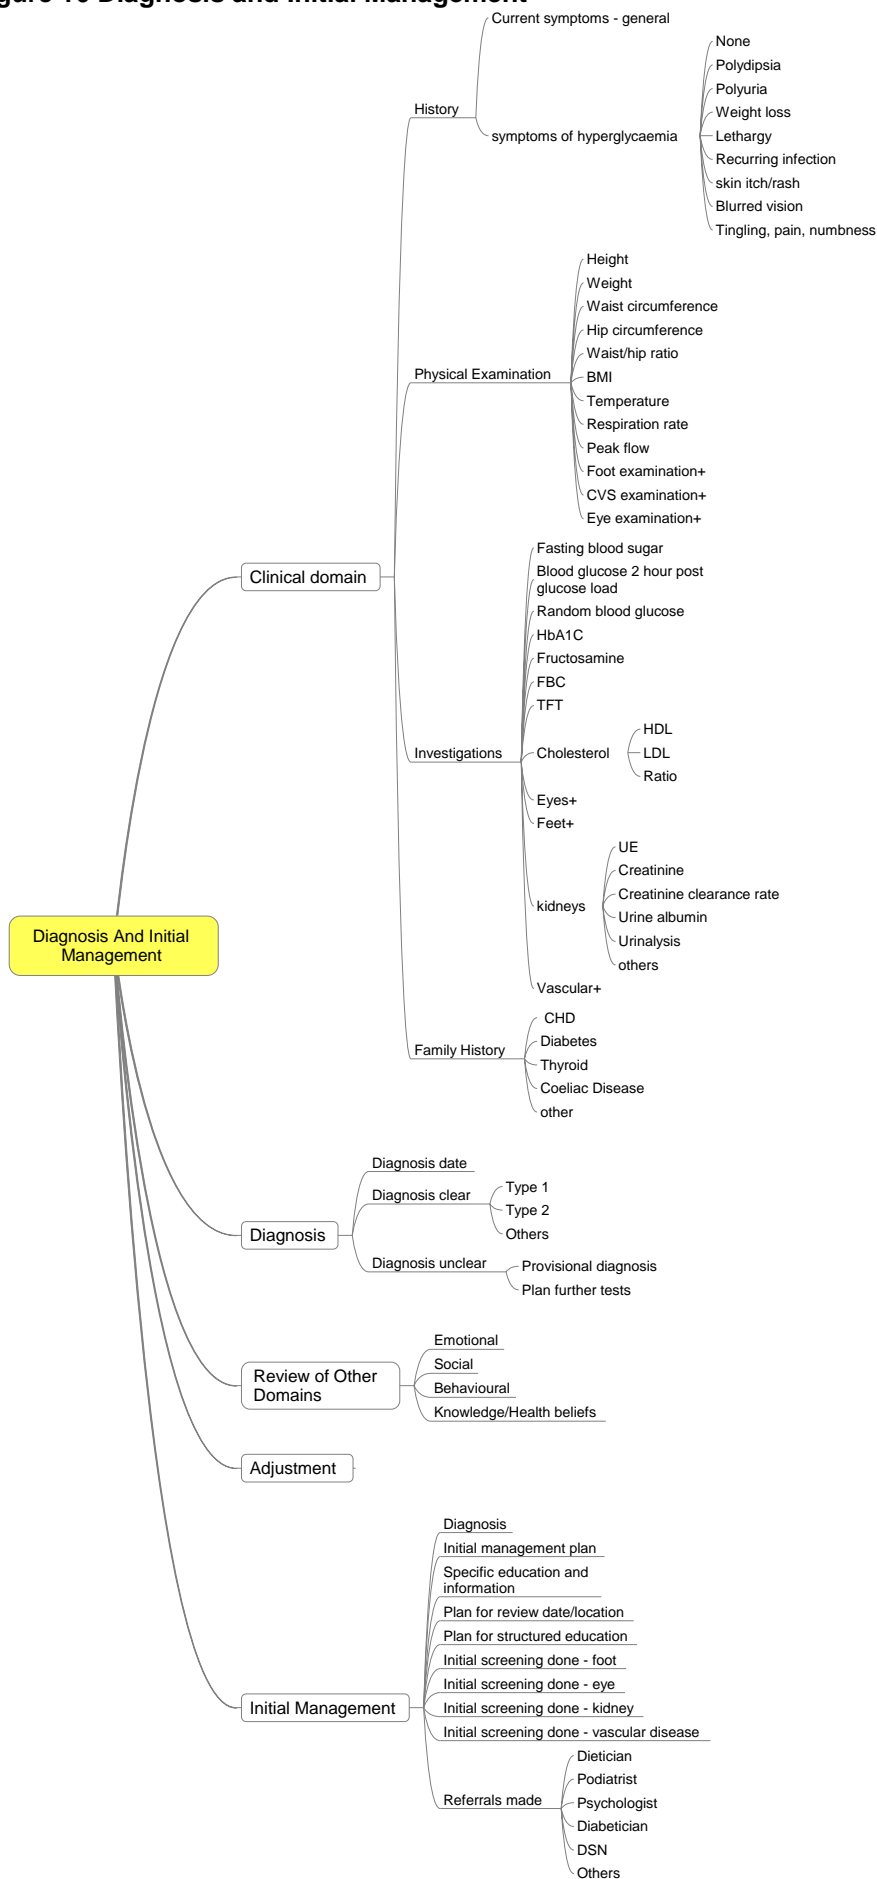 Diagnosis and Initial Management
Current symptoms - general
None
Polydipsia
Polyuria
Weight loss
History
symptoms of hyperglycaemia
Lethargy
Recurring infection
skin itch/rash
Blurred vision
Tingling, pain, numbness
Height
Weight
Waist circumference
Hip circumference
Waist/hip ratio
Physical Examination
BMI
Temperature
Respiration rate
Peak flow
Foot examination+
CVS examination+
Eye examination+
Clinical domain
Fasting blood sugar
Blood glucose 2 hour post
glucose load
Random blood glucose
HbA1C
Fructosamine
FBC
TFT
Investigations
Cholesterol
HDL
LDL
Ratio
Eyes+
Feet+
kidneys
UE
Creatinine
Creatinine clearance rate
Urine albumin
Urinalysis
others
Vascular+
Diagnosis And Initial
Management
Family History
CHD
Diabetes
Thyroid
Coeliac Disease
other
Diagnosis
Diagnosis date
Diagnosis clear
Type 1
Type 2
Others
Diagnosis unclear
Provisional diagnosis
Plan further tests
Review of Other
Domains
Emotional
Social
Behavioural
Knowledge/Health beliefs
Adjustment
Initial Management
Diagnosis
Initial management plan
Specific education and
information
Plan for review date/location
Plan for structured education
Initial screening done - foot
Initial screening done - eye
Initial screening done - kidney
Initial screening done - vascular disease
Referrals made
Dietician
Podiatrist
Psychologist
Diabetician
DSN
Others